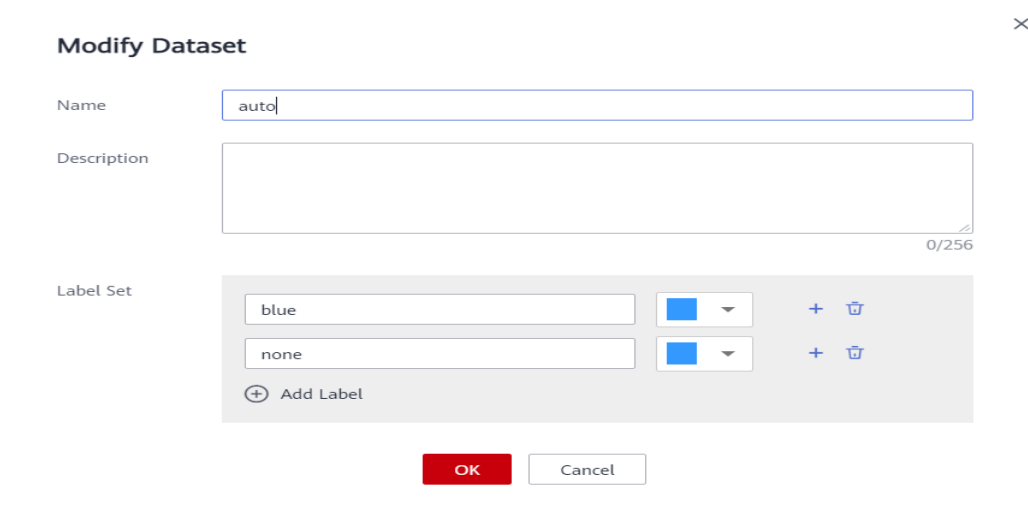 Modify Dataset
Name
auto
Description
0/256
Label Set
blue
none
Add Label
OK
Cancel